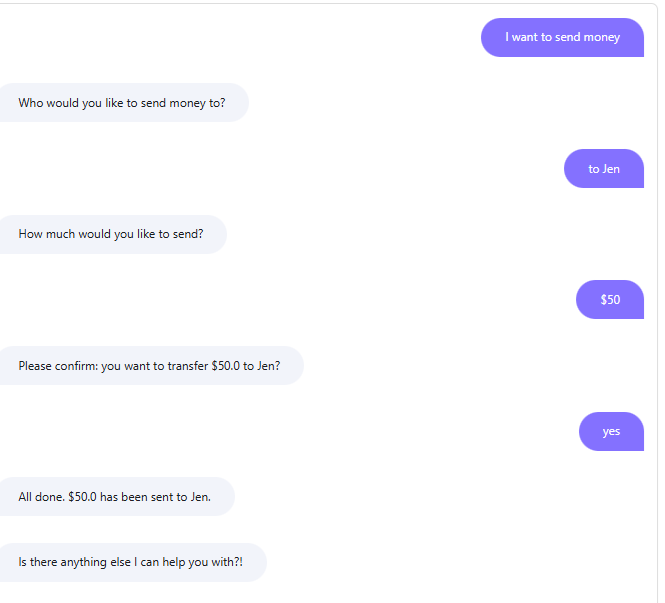 I want to send money
Who would you like to send money to?
to Jen
How much would you like to send?
$50
Please confirm: you want to transfer $50.0 to Jen?
yes
All done. $50.0 has been sent to Jen.
Is there anything else I can help you with?!